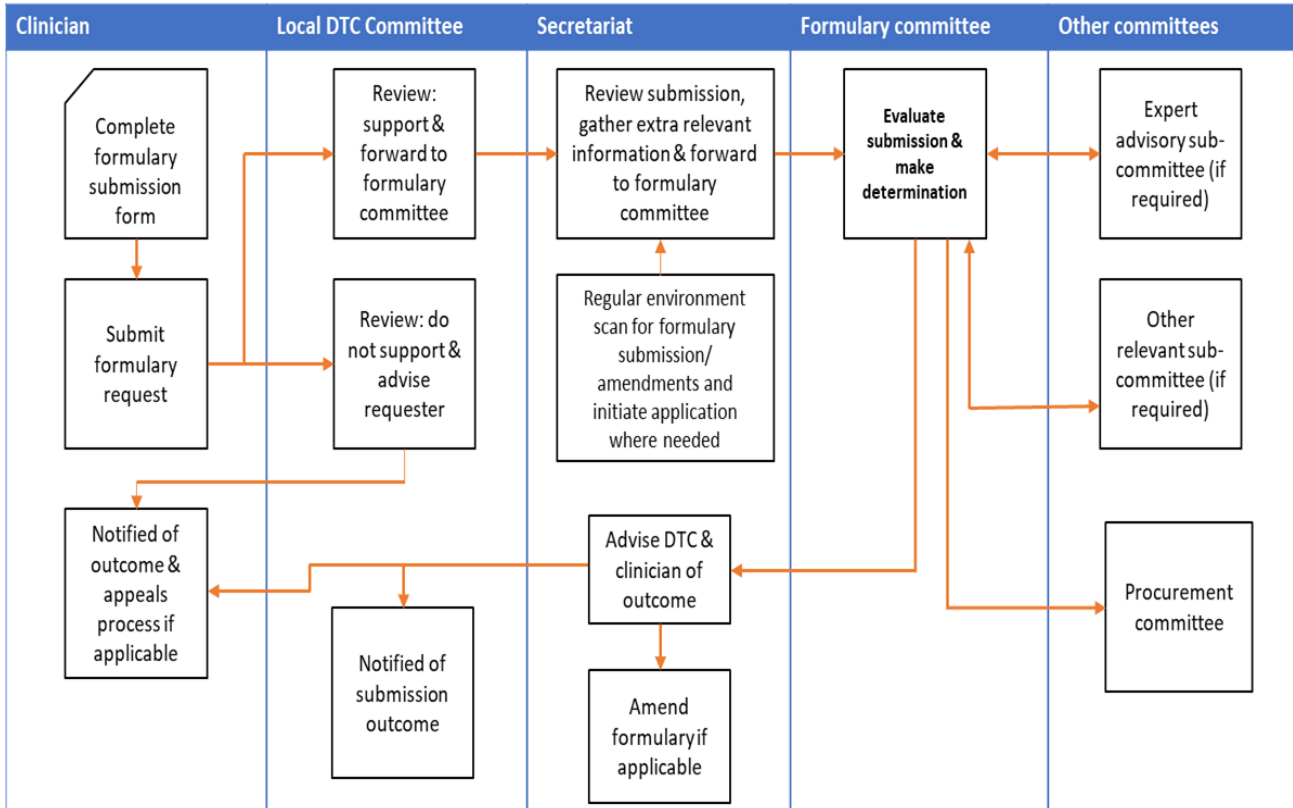 Clinician
Local DTC Committee
Secretariat
Formulary committee
Other committees
Complete
formulary
submission
form
Review:
support &
forward to
formulary
committee
Review submission,
gather extra relevant
information & forward
to formulary
committee
Evaluate
submission &
make
determination
Expert
advisory sub-
committee (if
required)
Submit
formulary
request
Review: do
not support &
advise
requester
Regular environment
scan for formulary
submission/
amendments and
initiate application
where needed
Other
relevant sub-
committee (if
required)
Notified of
outcome &
appeals
process if
applicable
Notified of
submission
outcome
Advise DTC &
clinician of
outcome
Amend
formulary if
applicable
Procurement
committee